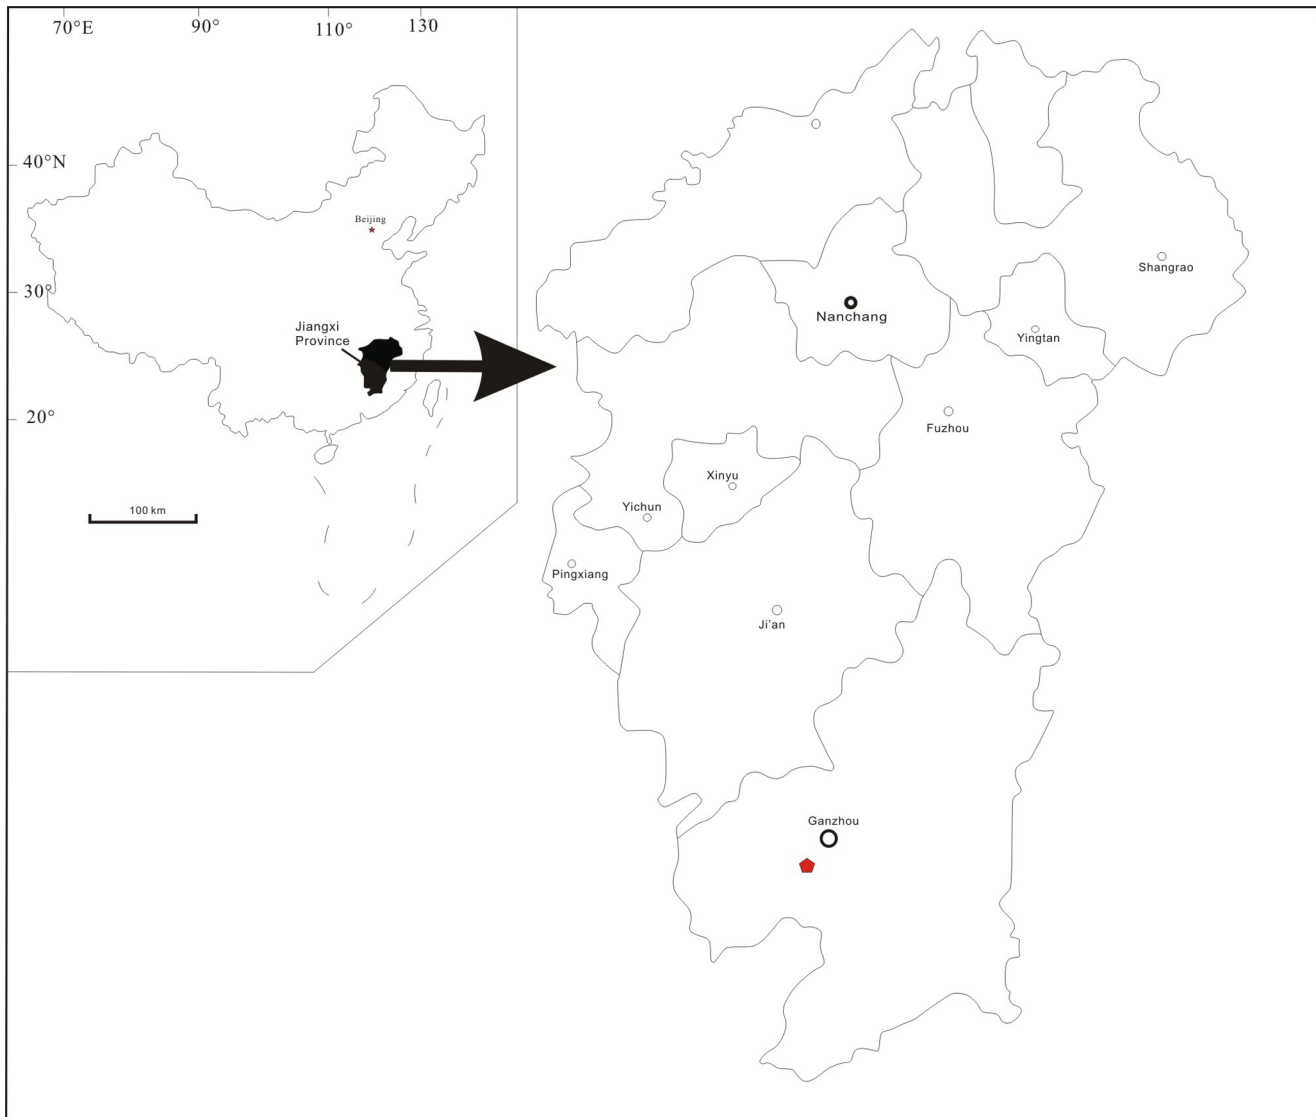 70°E
90°
110°
130
40°N
30°
20°
Beijing
Jiangxi
Province
100 km
Shangrao
Nanchang
Yingtan
Fuzhou
Xinyu
Yichun
Pingxiang
Ji'an
Ganzhou